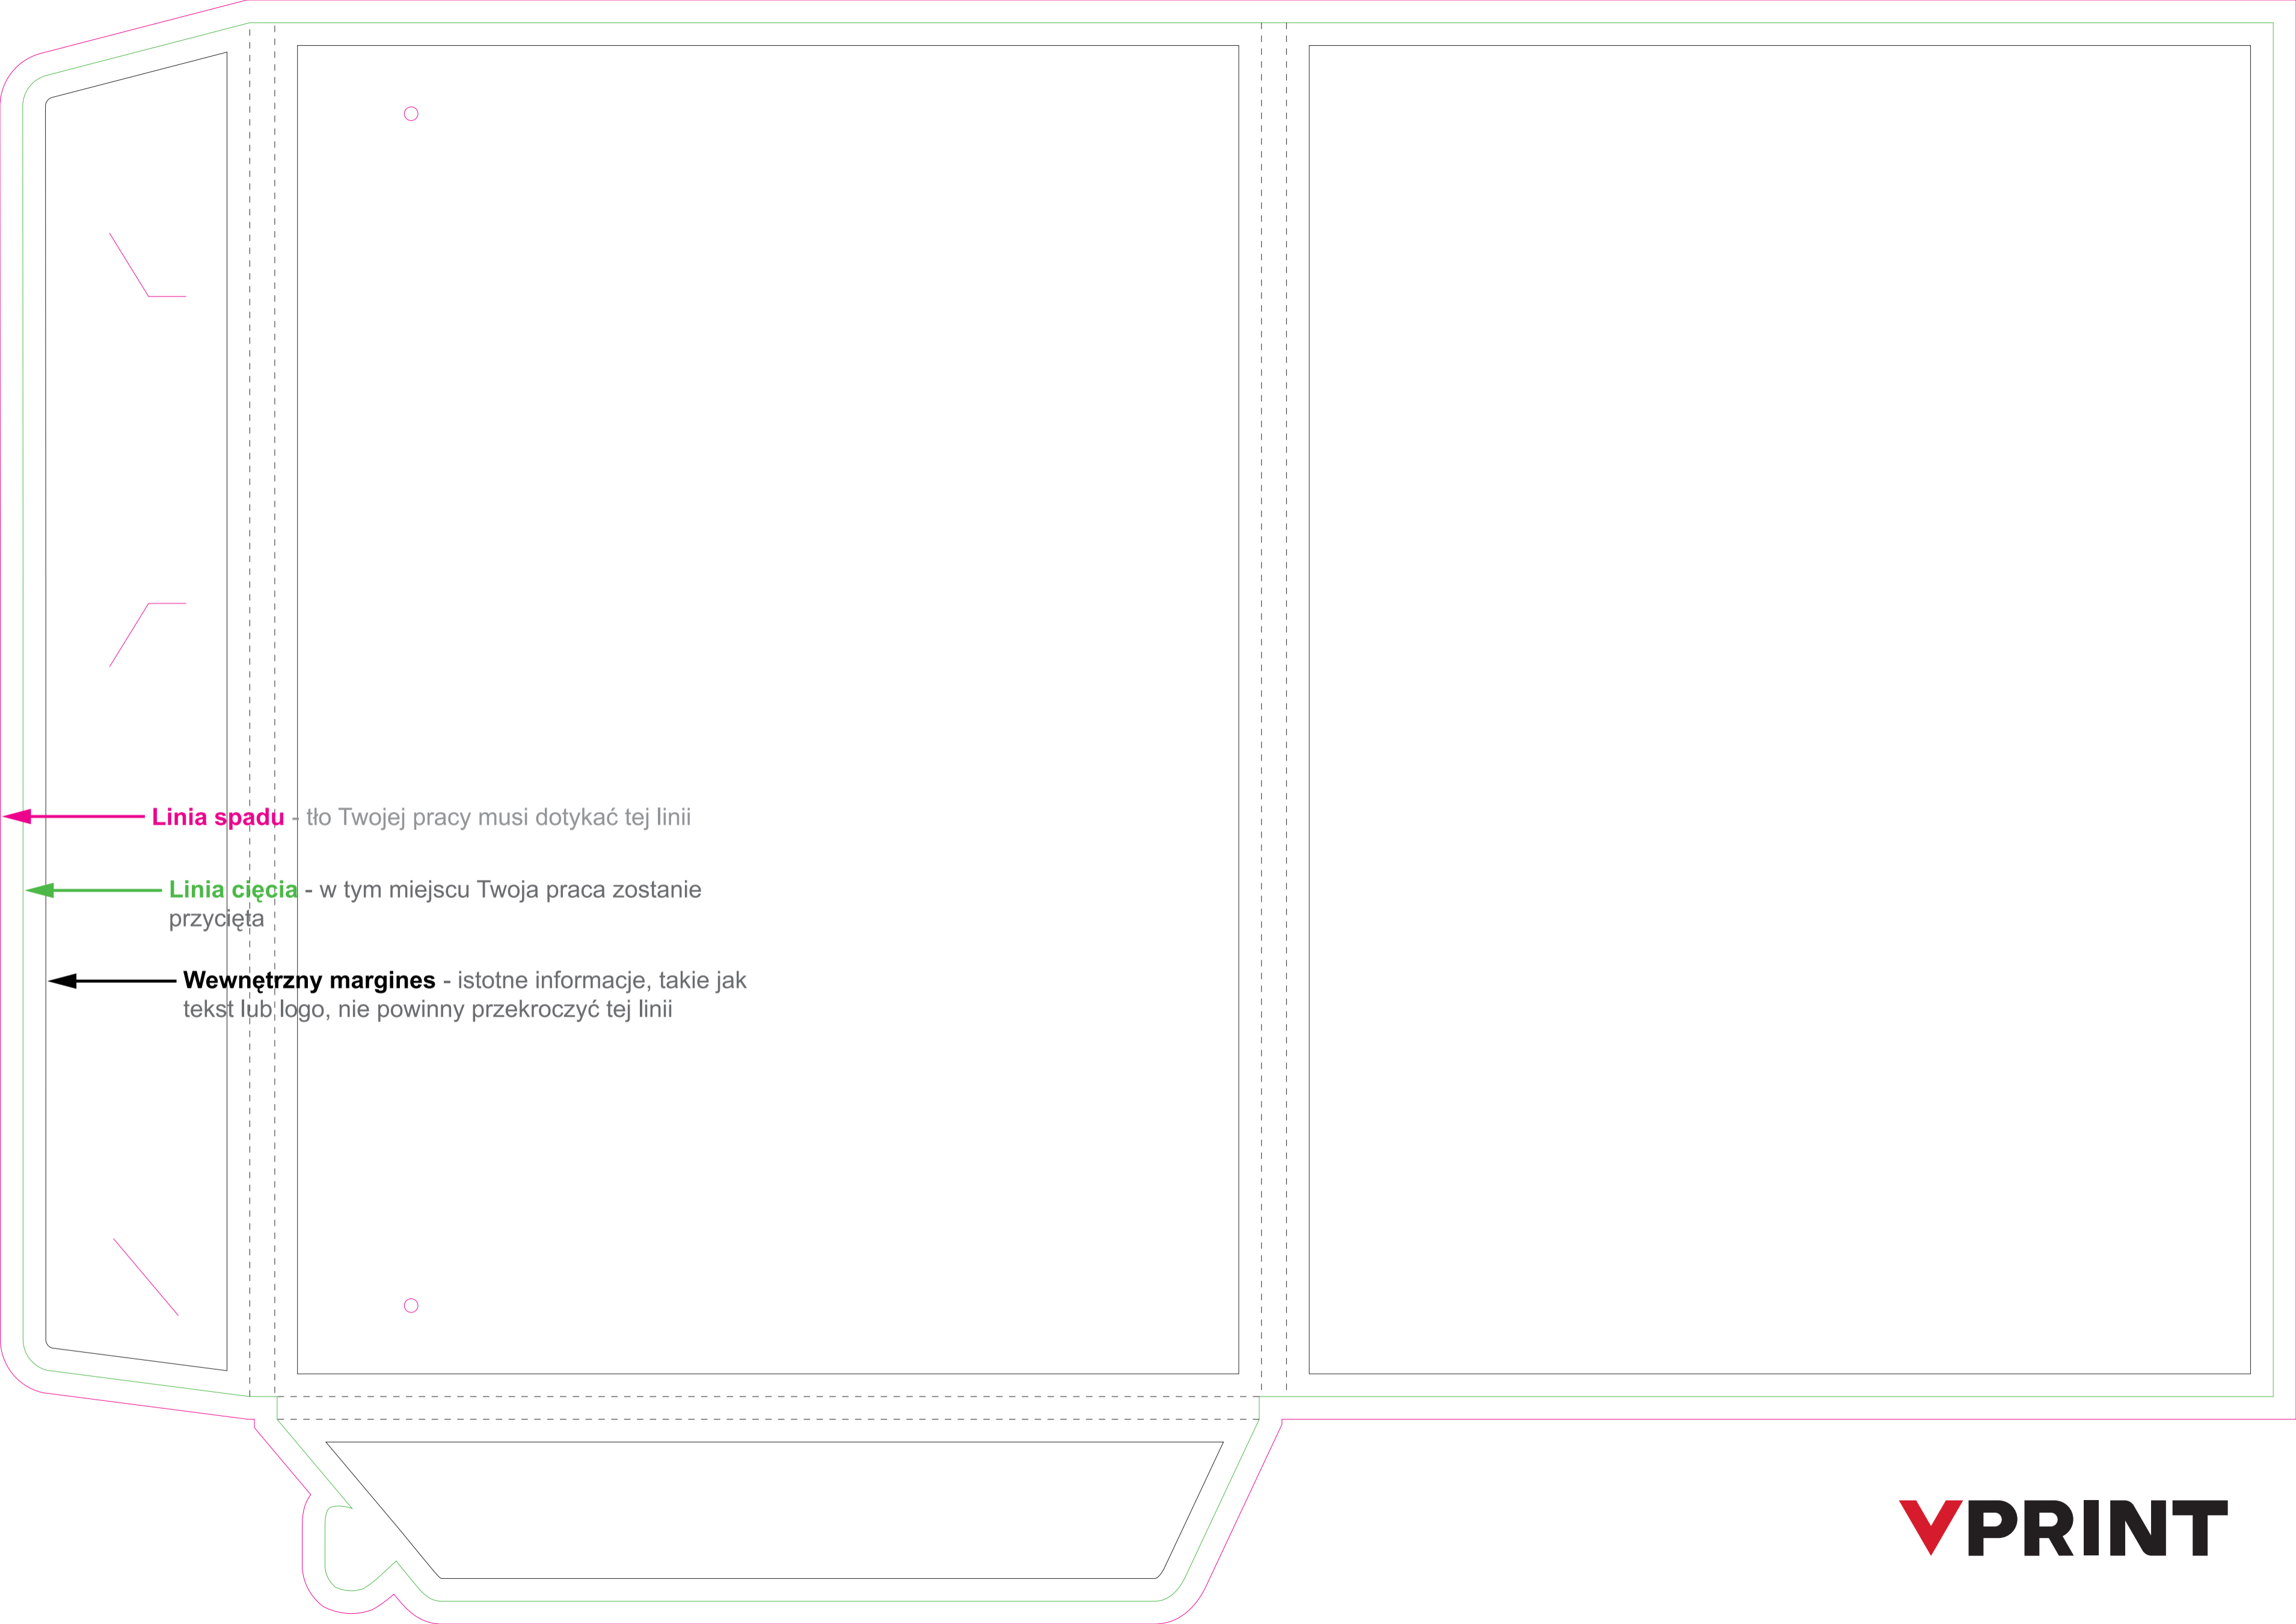 Linia spadu - tło Twojej pracy musi dotykać tej linii
Linia cięcia - w tym miejscu Twoja praca zostanie
przycięta
Wewnętrzny margines - istotne informacje, takie jak
tekst lub logo, nie powinny przekroczyć tej linii
VPRINT